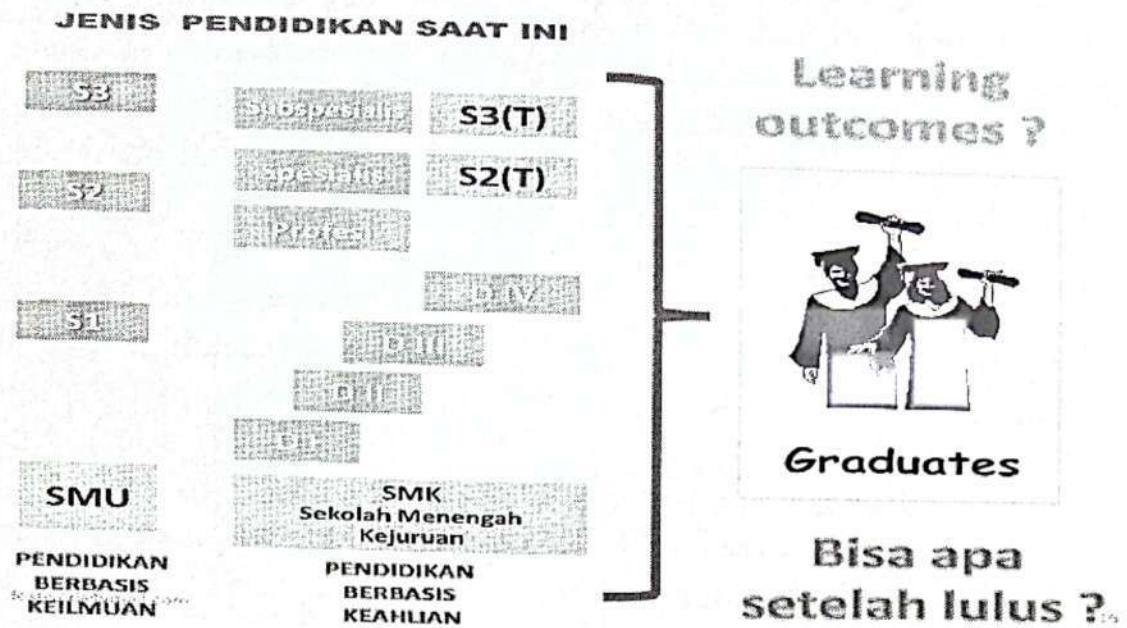 JENIS PENDIDIKAN SAAT INI
S3
Subspesialis
S3(T)
S2
Spesialis
S2(T)
Profesi
S1
D IV
D III
D II
D I
SMU
SMK
Sekolah Menengah
Kejuruan
PENDIDIKAN
BERBASIS
KEILMUAN
PENDIDIKAN
BERBASIS
KEAHLIAN
Learning
outcomes ?
Graduates
Bisa apa
setelah lulus ?